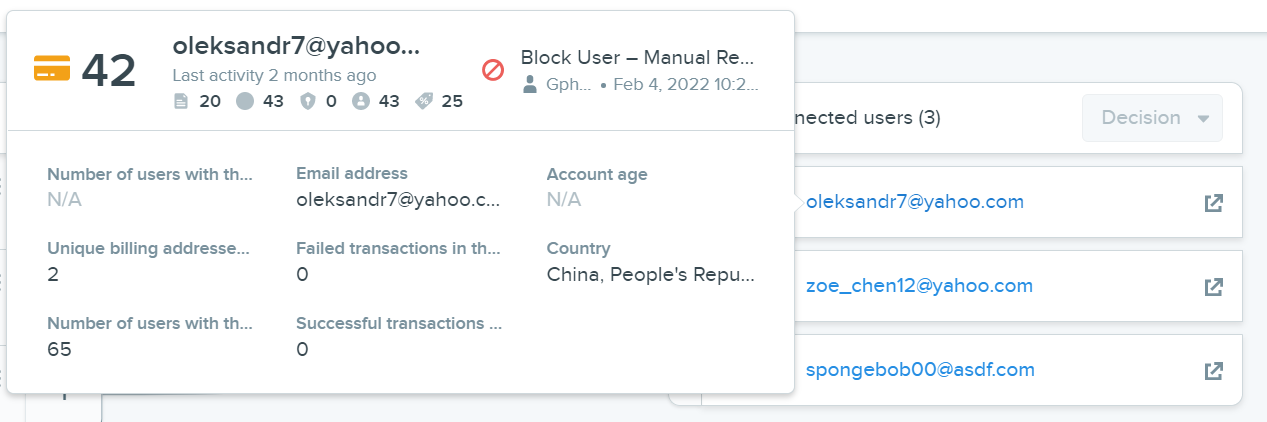 42
oleksandr7@yahoo...
Last activity 2 months ago
20 43 0 43 25
Block User – Manual Re...
Gph... • Feb 4, 2022 10:2...
Number of users with th...
N/A
Email address
oleksandr7@yahoo.c...
Account age
N/A
Unique billing addresse...
2
Failed transactions in th...
0
Country
China, People's Repu...
Number of users with th...
65
Successful transactions ...
0
nected users (3)
Decision
oleksandr7@yahoo.com
zoe_chen12@yahoo.com
spongebob00@asdf.com